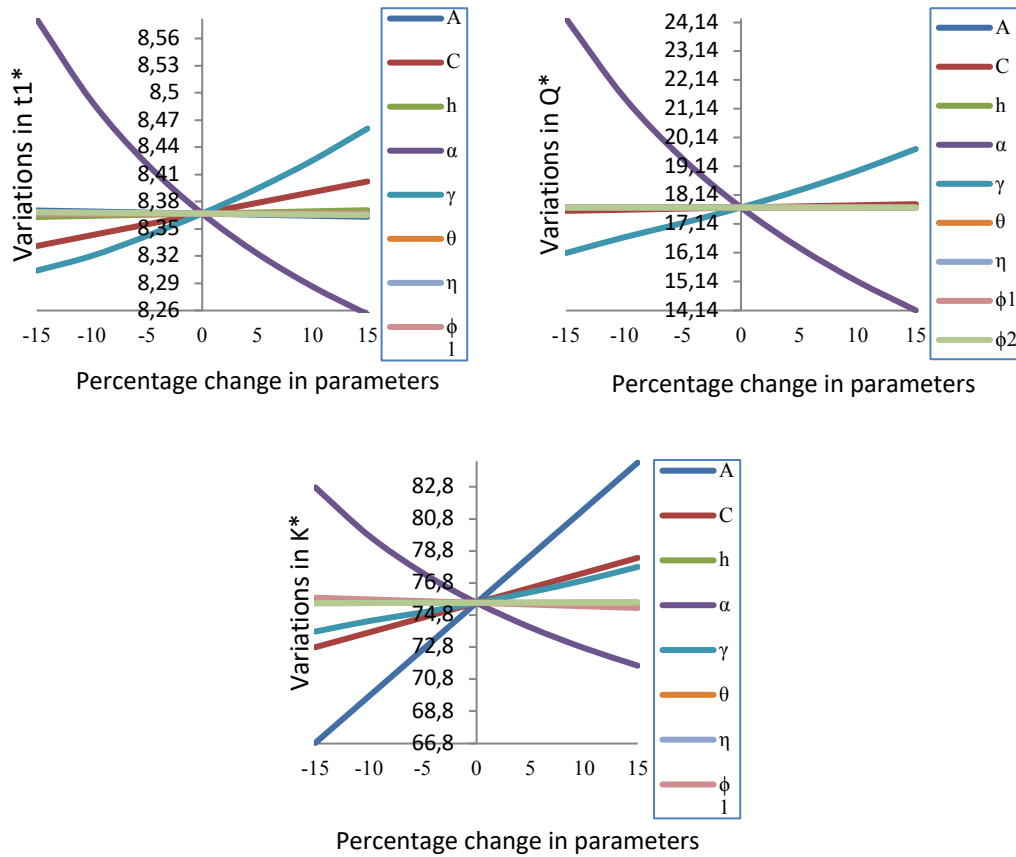 Variations in t1*
8,56
8,53
8,5
8,47
8,44
8,41
8,38
8,35
8,32
8,29
8,26
-15 -10 -5 0 5 10 15
Percentage change in parameters
A
C
h
α
γ
θ
η
ϕ
1
Variations in Q*
24,14
23,14
22,14
21,14
20,14
19,14
18,14
17,14
16,14
15,14
14,14
-15 -10 -5 0 5 10 15
Percentage change in parameters
A
C
h
α
γ
θ
η
ϕ1
ϕ2
Variations in K*
82,8
80,8
78,8
76,8
74,8
72,8
70,8
68,8
66,8
-15 -10 -5 0 5 10 15
Percentage change in parameters
A
C
h
α
γ
θ
η
ϕ
1